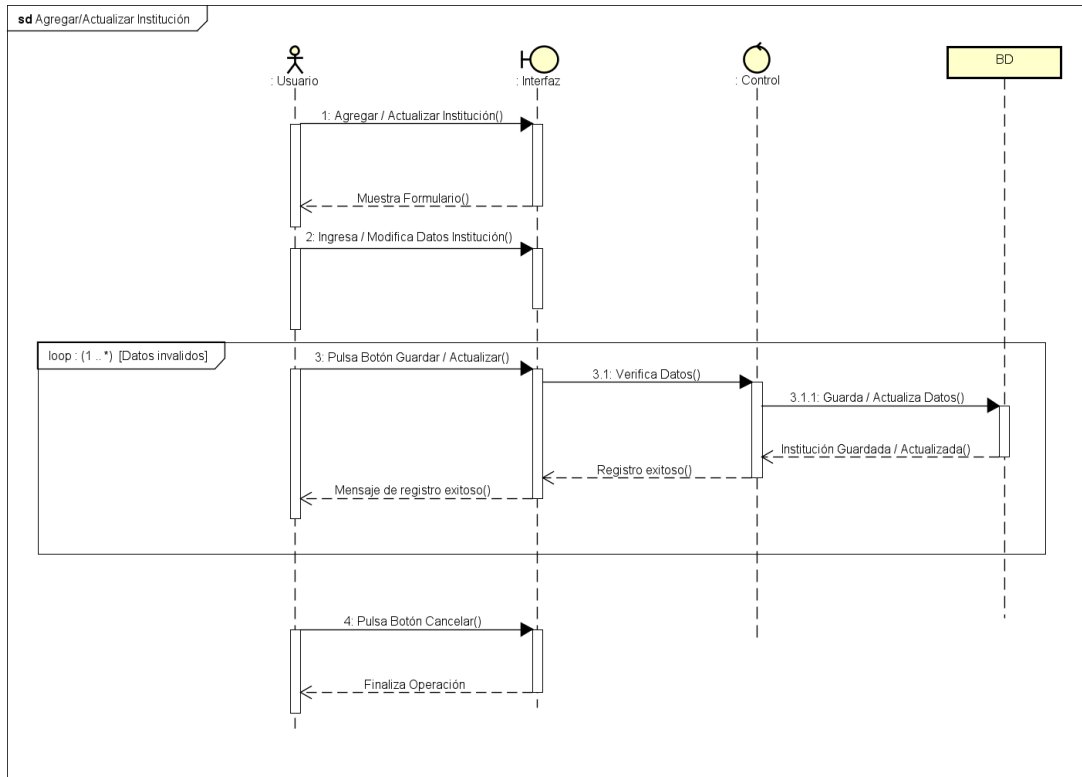 sd Agregar/Actualizar Institución
: Usuario
: Interfaz
: Control
BD
1: Agregar / Actualizar Institución()
Muestra Formulario()
2: Ingresa / Modifica Datos Institución()
loop : (1 .. *) [Datos invalidos]
3: Pulsa Botón Guardar / Actualizar()
3.1: Verifica Datos()
3.1.1: Guarda / Actualiza Datos()
Institución Guardada / Actualizada()
Registro exitoso()
Mensaje de registro exitoso()
4: Pulsa Botón Cancelar()
Finaliza Operación